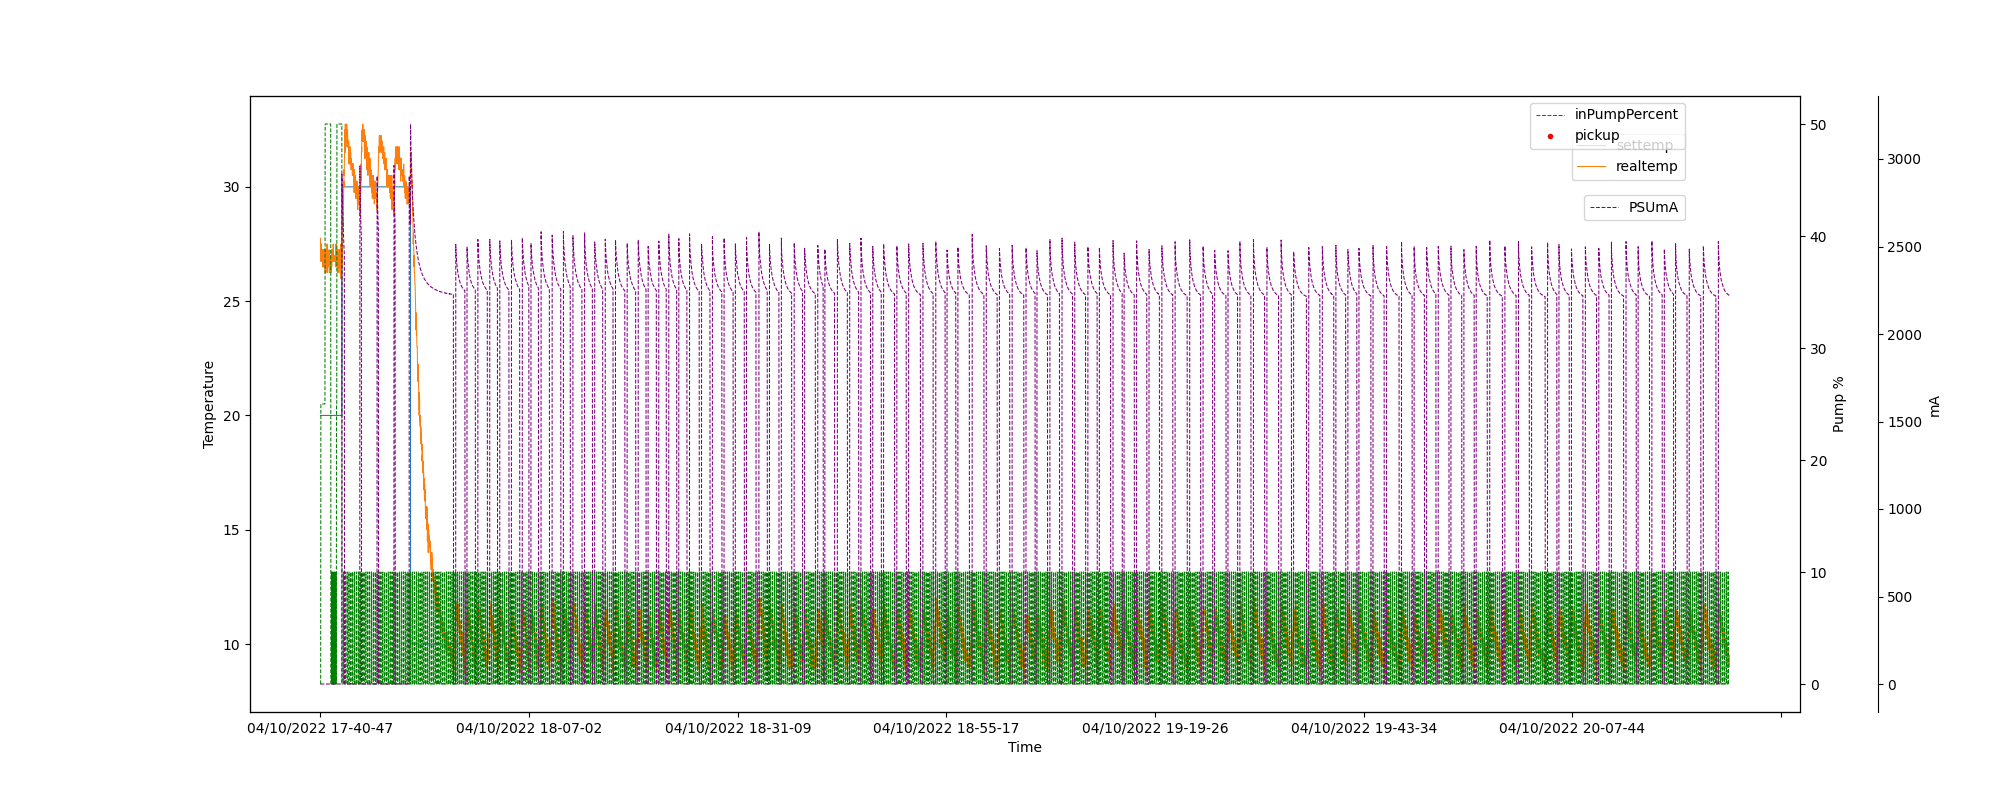 inPumpPercent
pickup
settemp
realtemp
PSUmA
Temperature
30
25
20
15
10
50
40
30
20
10
0
Pump %
3000
2500
2000
1500
1000
500
0
mA
04/10/2022 17-40-47
04/10/2022 18-07-02
04/10/2022 18-31-09
04/10/2022 18-55-17
04/10/2022 19-19-26
04/10/2022 19-43-34
04/10/2022 20-07-44
Time